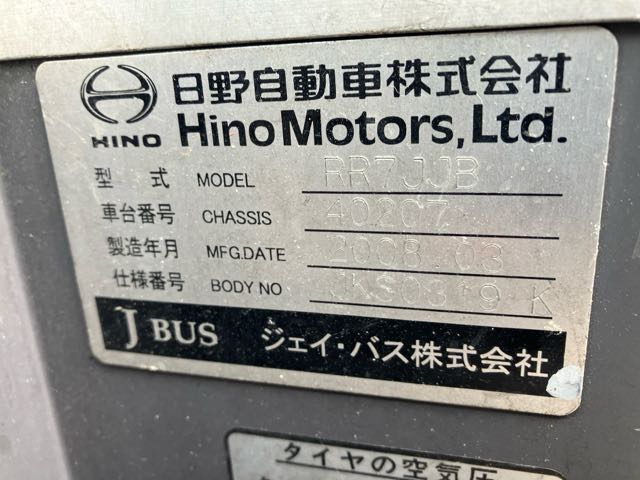 日野自動車株式会社
HINO Hino Motors, Ltd.
型 式 MODEL RR7JJB
車台番号 CHASSIS 40207
製造年月 MFG.DATE 2008 03
仕様番号 BODY NO JKS0319 K
J BUS ジェイ・バス株式会社
タイヤの空気圧